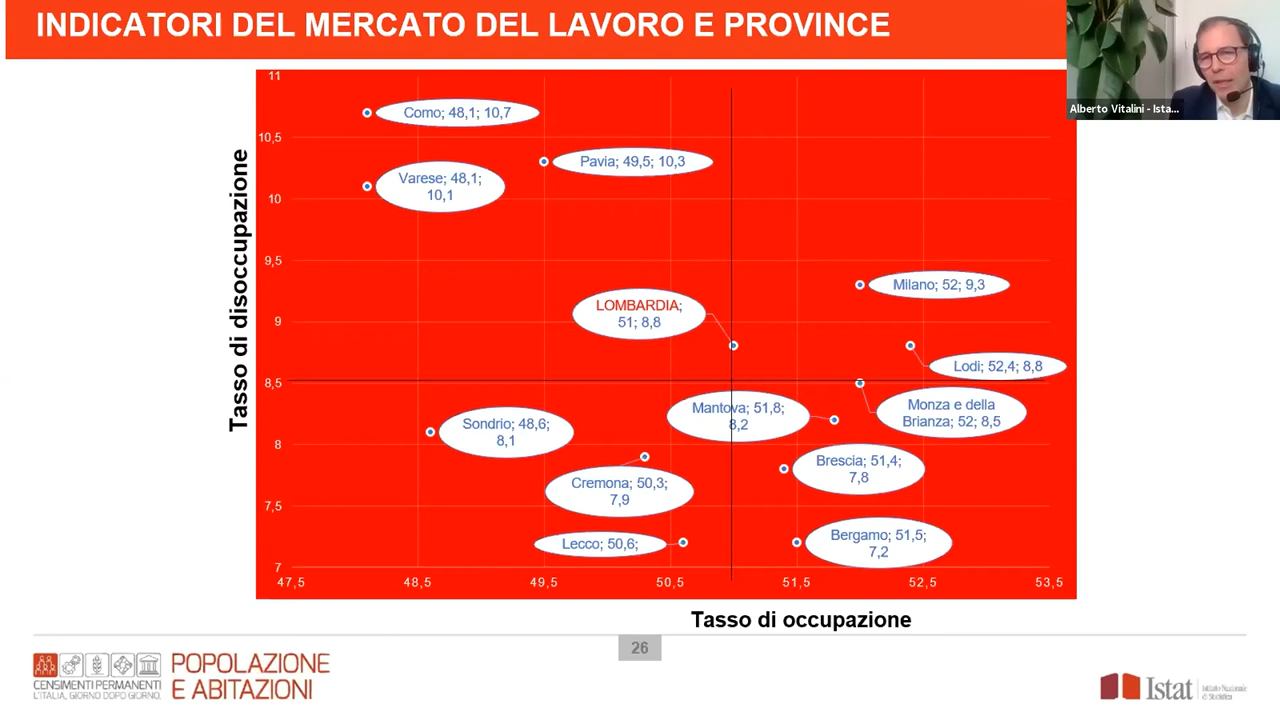 INDICATORI DEL MERCATO DEL LAVORO E PROVINCE
Alberto Vitalini - Ista...
Tasso di disoccupazione
11
10,5
10
9,5
9
8,5
8
7,5
7
Como; 48,1; 10,7
Pavia; 49,5; 10,3
Varese; 48,1;
10,1
Milano; 52; 9,3
LOMBARDIA;
51; 8,8
Lodi; 52,4; 8,8
Mantova; 51,8;
8,2
Monza e della
Brianza; 52; 8,5
Sondrio; 48,6;
8,1
Brescia; 51,4;
7,8
Cremona; 50,3;
7,9
Lecco; 50,6;
Bergamo; 51,5;
7,2
47,5
48,5
49,5
50,5
51,5
52,5
53,5
Tasso di occupazione
26
CENSIMENTI PERMANENTI
L'ITALIA, GIORNO DOPO GIORNO.
POPOLAZIONE
E ABITAZIONI
Istat
Istituto Nazionale
di Statistica